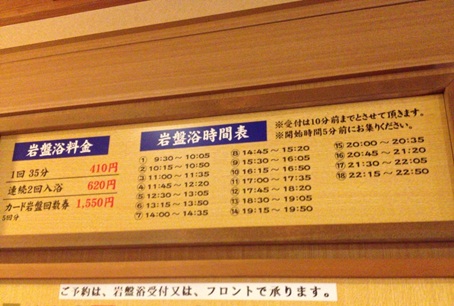 岩盤浴料金
1回 35分 410円
連続2回入浴 620円
カード岩盤回数券 1,550円
5回分
岩盤浴時間表
※受付は10分前までとさせて頂きます。
※開始時間5分前にお集りください。
① 9:30〜10:05
② 10:15〜10:50
③ 11:00〜11:35
⑤ 12:30〜13:05
⑥ 13:15〜13:50
⑦ 14:00〜14:35
⑧ 14:45〜15:20
⑨ 15:30〜16:05
⑩ 16:15〜16:50
⑪ 17:00〜17:35
⑫ 17:45〜18:20
⑬ 18:30〜19:05
⑭ 19:15〜19:50
⑮ 20:00〜20:35
⑯ 20:45〜21:20
⑰ 21:30〜22:05
⑱ 22:15〜22:50
ご予約は、岩盤浴受付又は、フロントで承ります。